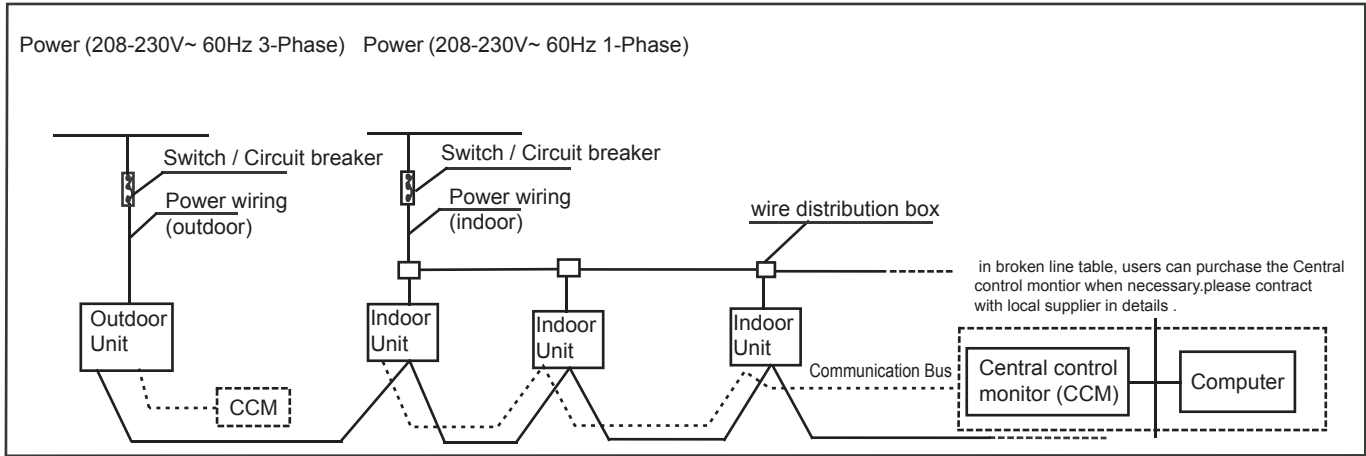 Power (208-230V~ 60Hz 3-Phase) Power (208-230V~ 60Hz 1-Phase)
Switch / Circuit breaker
Power wiring
(outdoor)
Switch / Circuit breaker
Power wiring
(indoor)
wire distribution box
in broken line table, users can purchase the Central
control montior when necessary.please contract
with local supplier in details .
Outdoor
Unit
Indoor
Unit
Indoor
Unit
Indoor
Unit
CCM
Communication Bus
Central control
monitor (CCM)
Computer